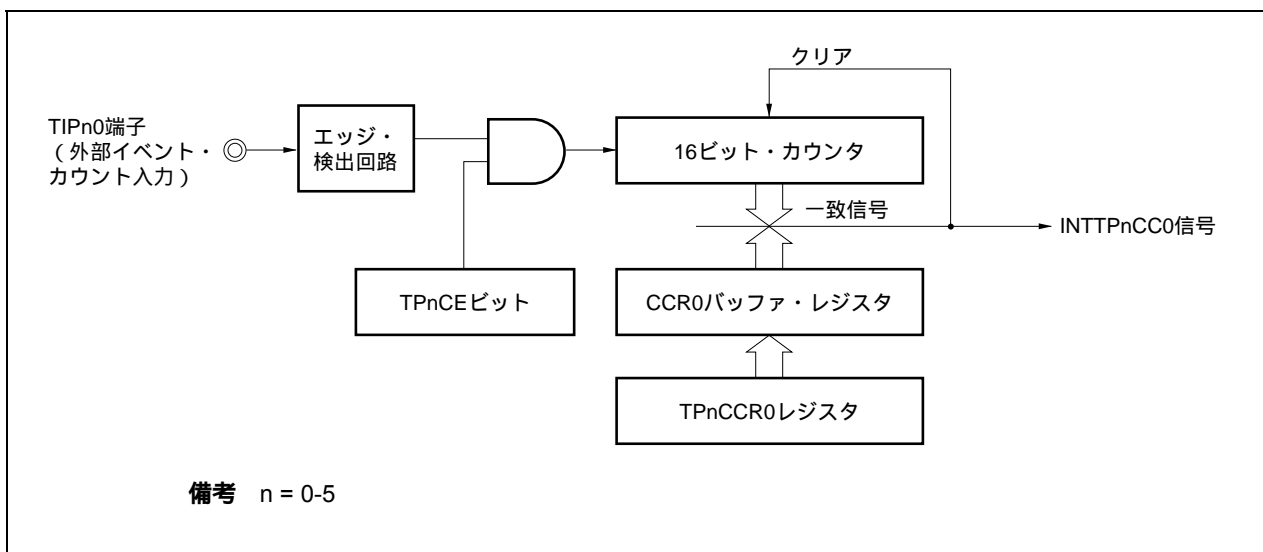 クリア
TIPn0端子
（外部イベント・
カウント入力）
エッジ・
検出回路
16ビット・カウンタ
一致信号
INTTPnCC0信号
TPnCEビット
CCR0バッファ・レジスタ
TPnCCR0レジスタ
備考 n = 0-5